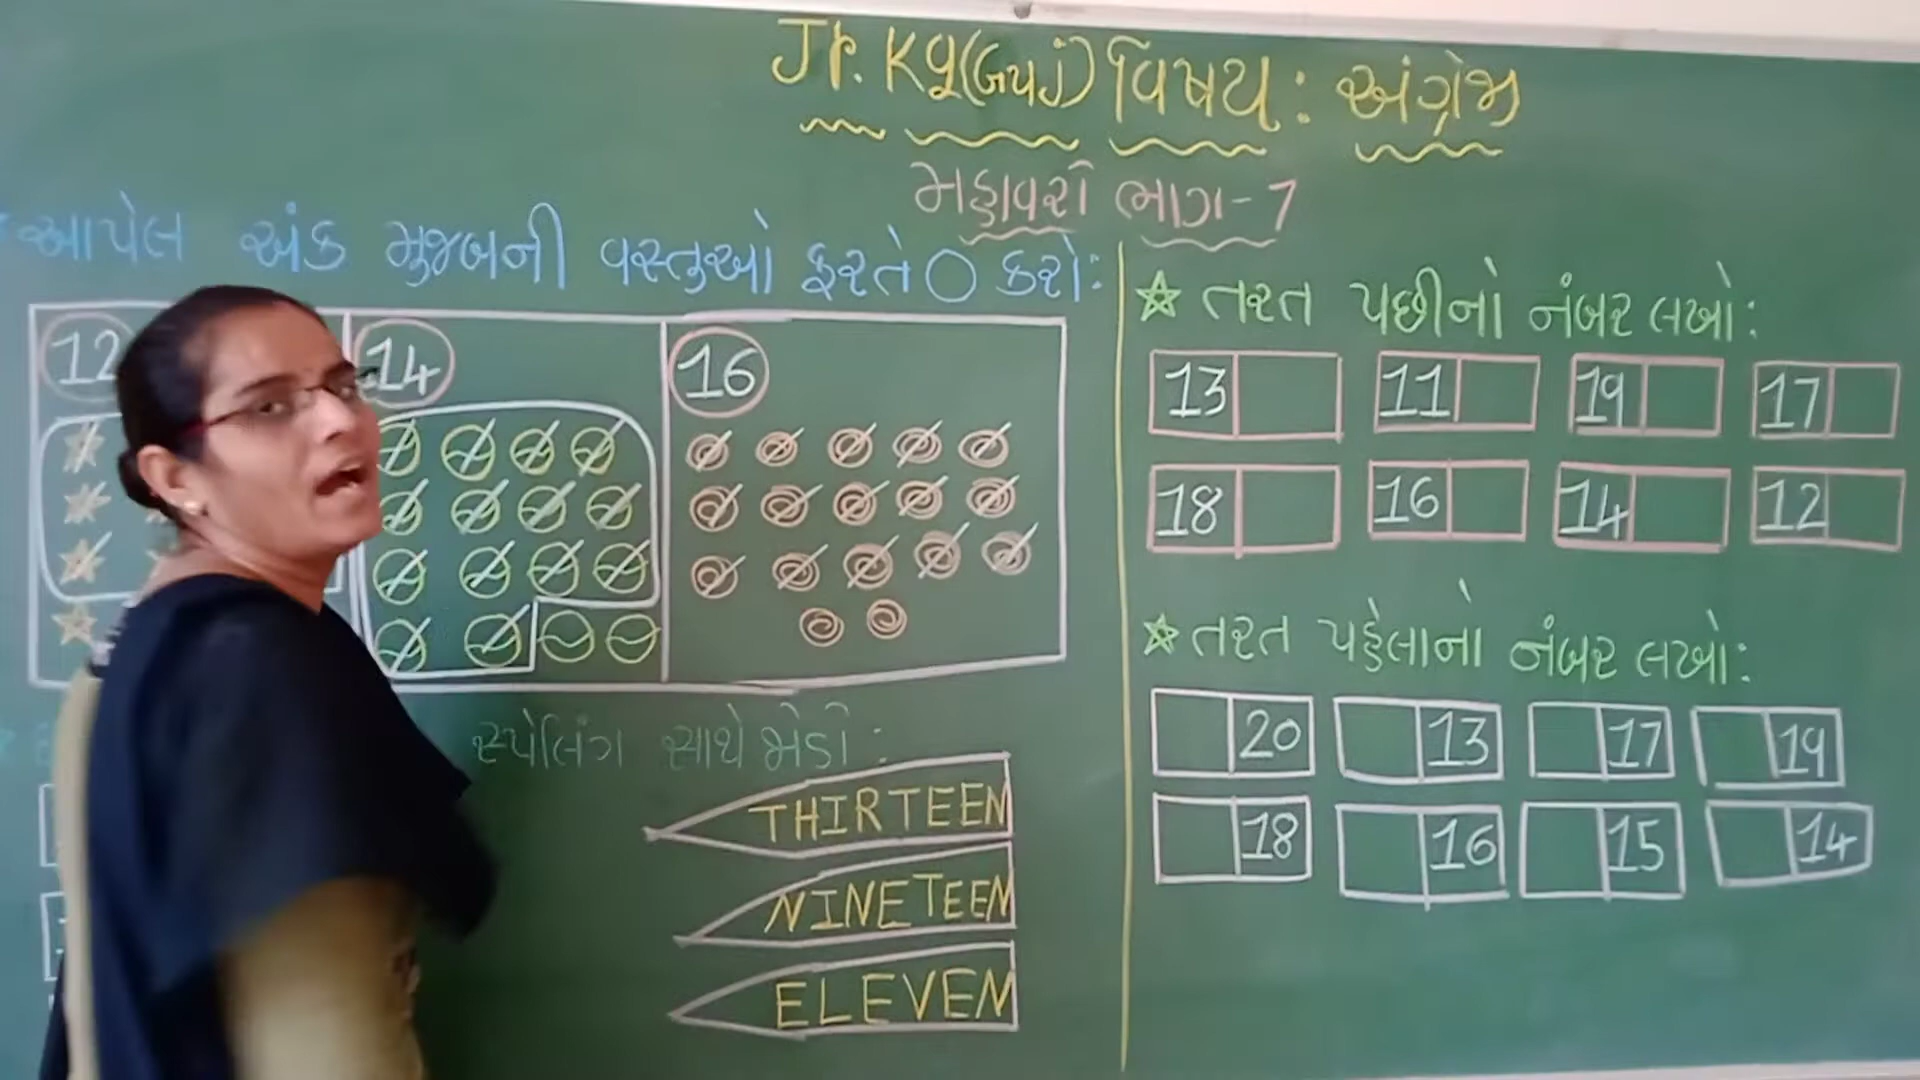 Jr. Kg(ગુજ) વિષય : અંગ્રેજી
મહાવરો ભાગ-7
આપેલ અંક મુજબની વસ્તુઓ ફરતે ○ કરો:
12 14 16
સ્પેલિંગ સાથે જોડો :
THIRTEEN
NINETEEN
ELEVEN
☆ તરત પછીનો નંબર લખો:
13 11 19 17
18 16 14 12
☆ તરત પહેલાનો નંબર લખો:
20 13 17 19
18 16 15 14